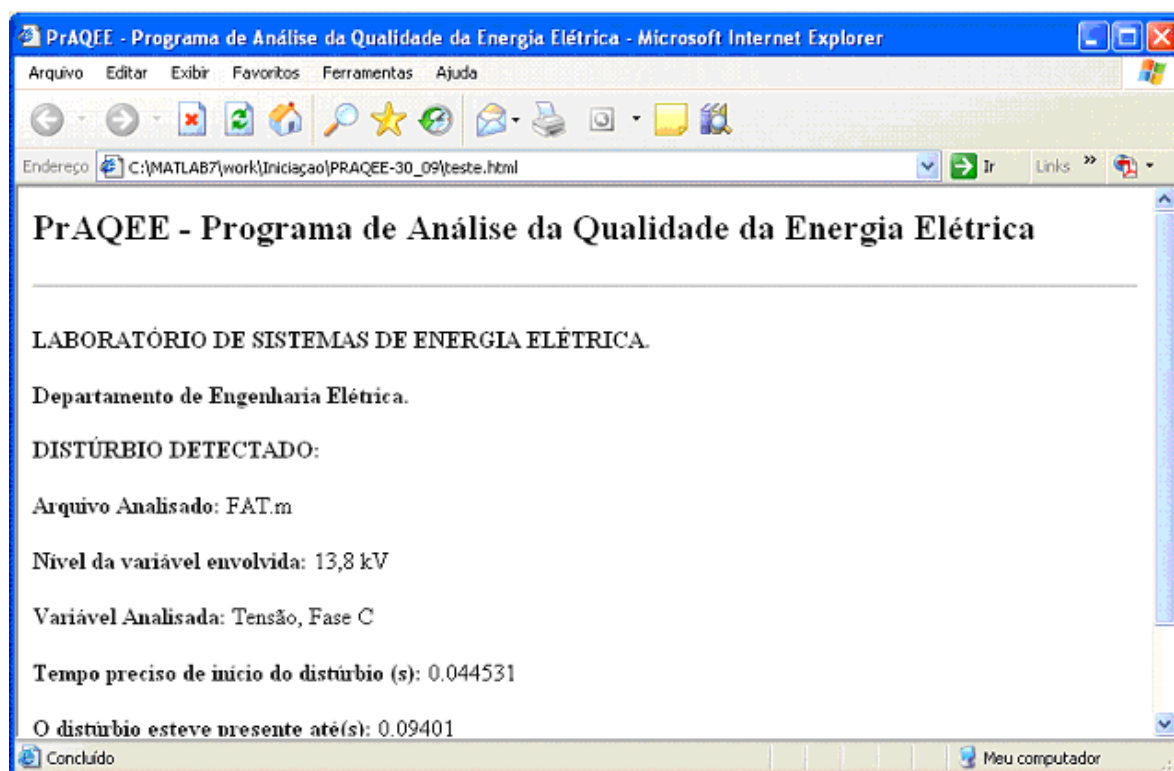 PrAQEE - Programa de Análise da Qualidade da Energia Elétrica - Microsoft Internet Explorer
Arquivo Editar Exibir Favoritos Ferramentas Ajuda
Endereço C:\MATLAB7\work\Iniciaçao\PRAQEE-30_09\teste.html Ir Links »
PrAQEE - Programa de Análise da Qualidade da Energia Elétrica
LABORATÓRIO DE SISTEMAS DE ENERGIA ELÉTRICA.
Departamento de Engenharia Elétrica.
DISTÚRBIO DETECTADO:
Arquivo Analisado: FAT.m
Nível da variável envolvida: 13,8 kV
Variável Analisada: Tensão, Fase C
Tempo preciso de início do distúrbio (s): 0.044531
O distúrbio esteve presente até(s): 0.09401
Concluído Meu computador